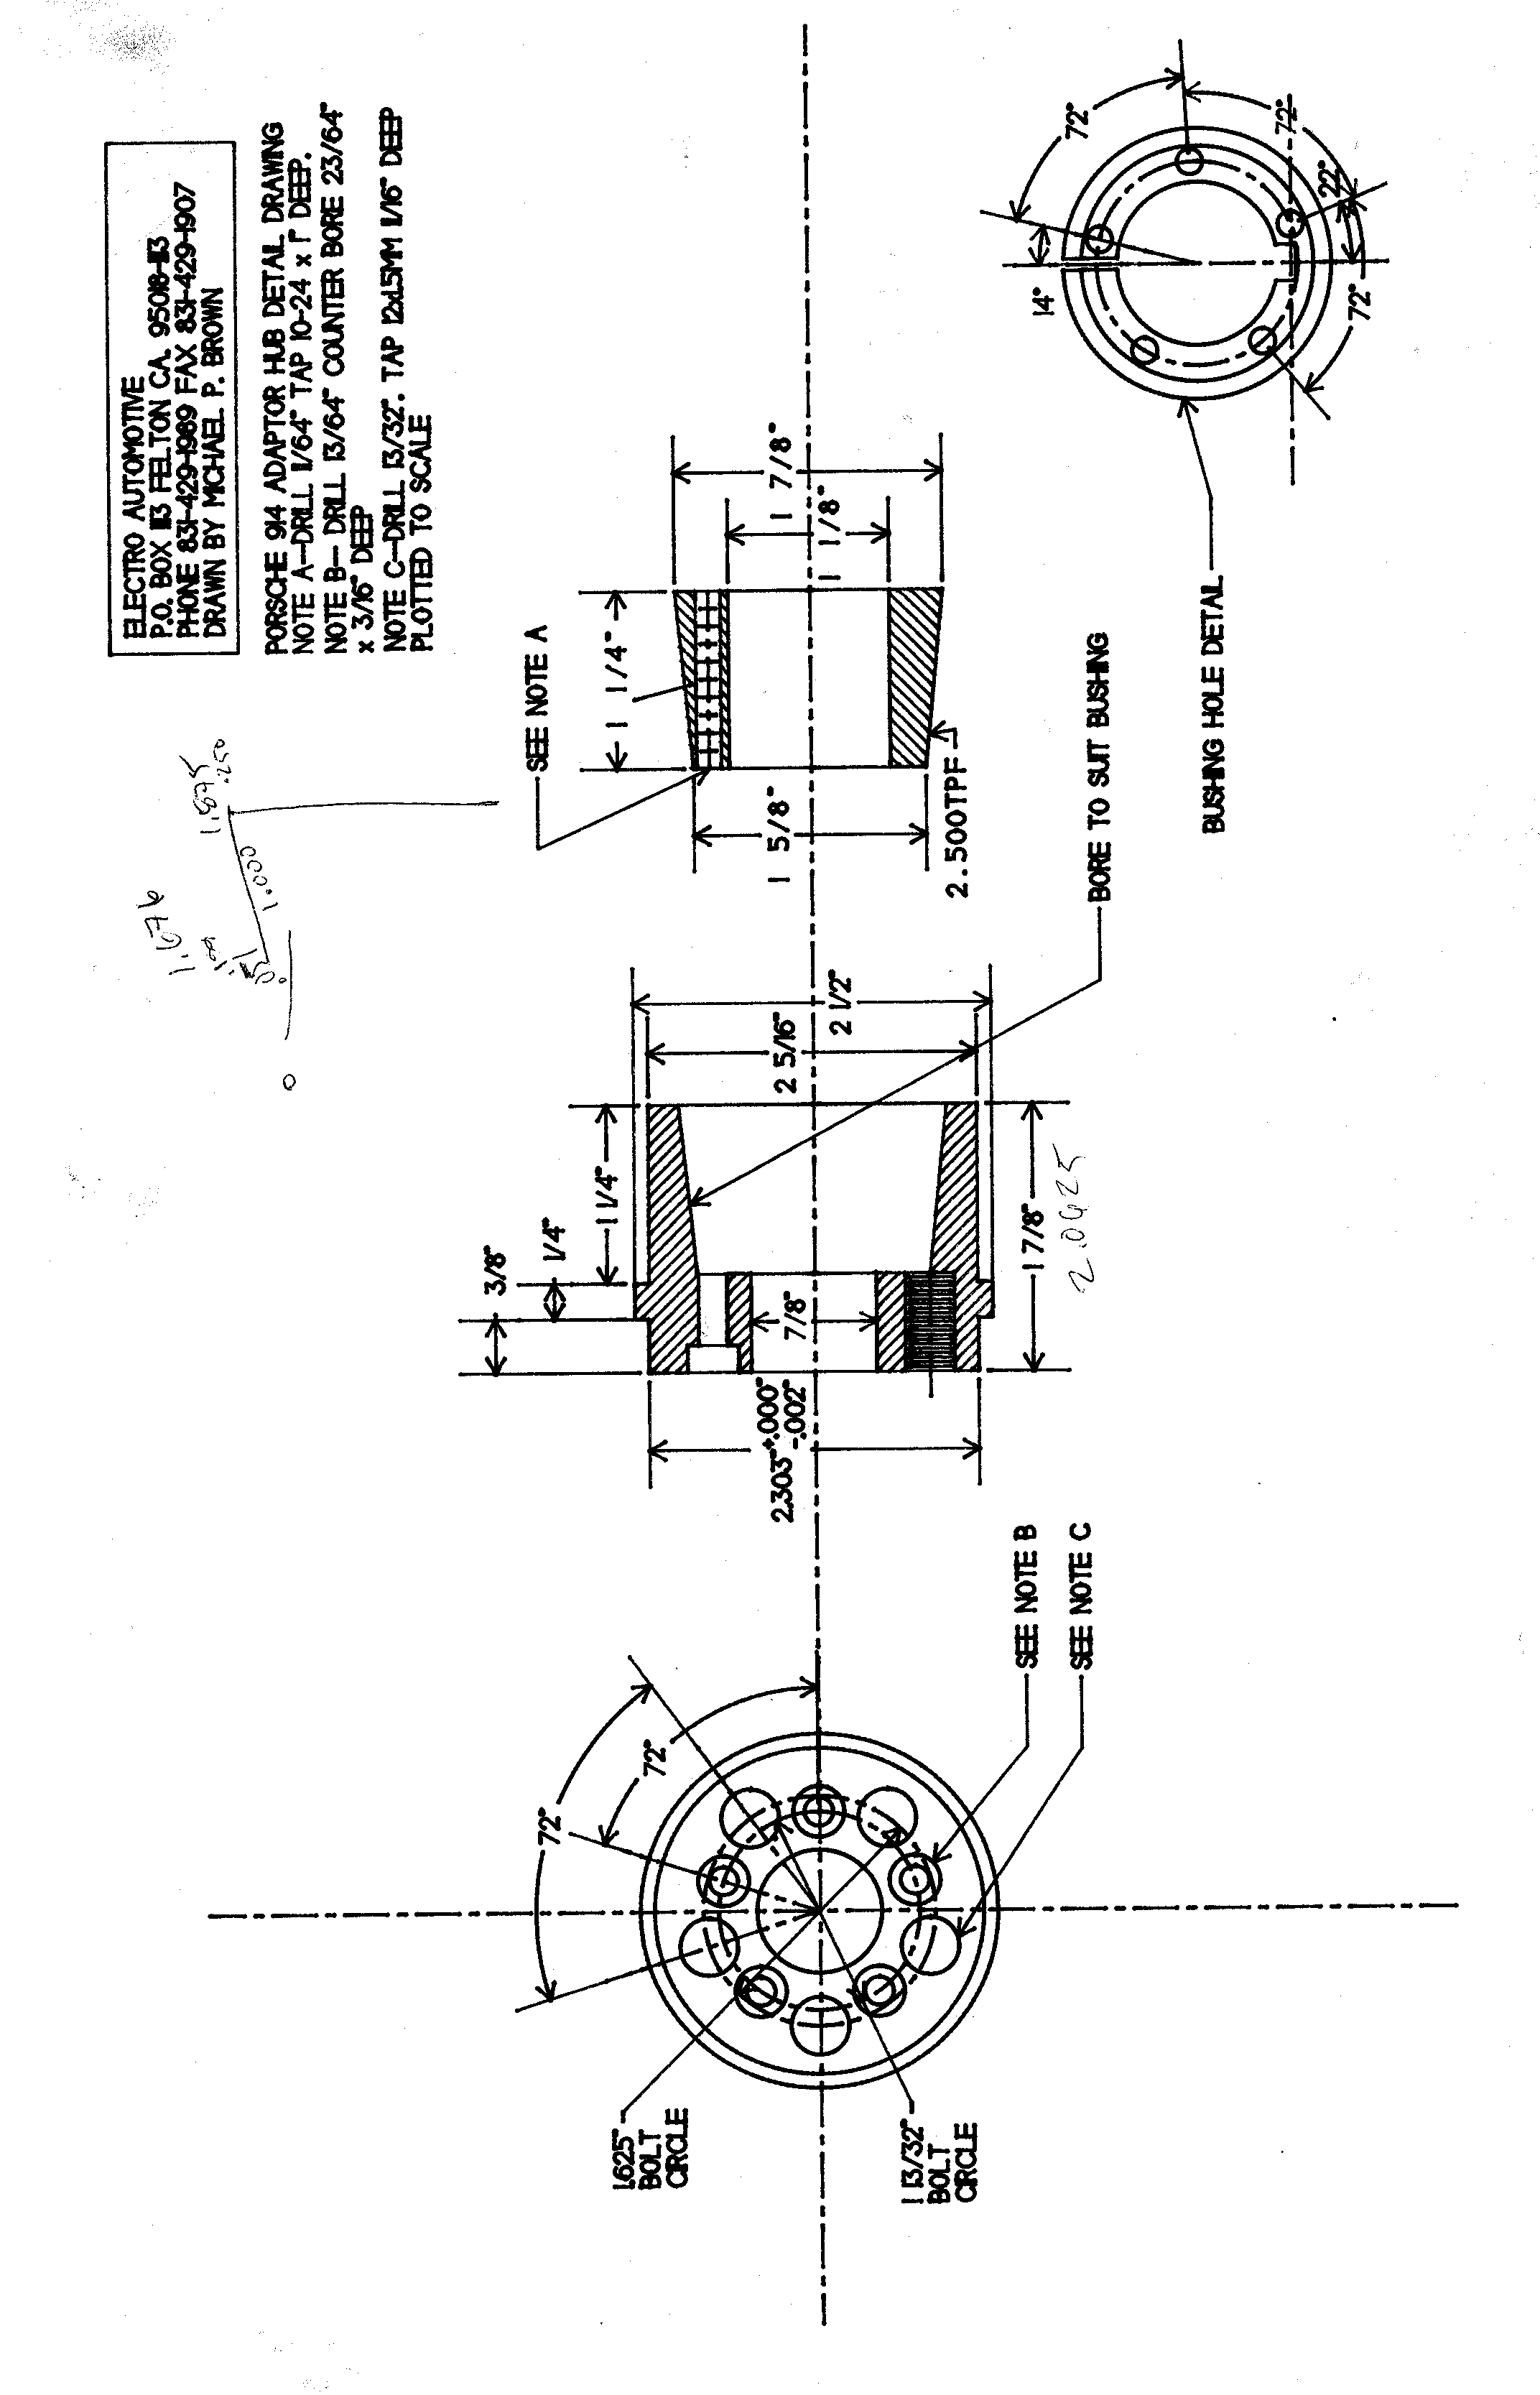 ELECTRO AUTOMOTIVE
P.O. BOX 1113 FELTON CA. 95018-1113
PHONE 831-429-1989 FAX 831-429-1907
DRAWN BY MICHAEL P. BROWN
PORSCHE 914 ADAPTOR HUB DETAIL DRAWING
NOTE A--DRILL 11/64" TAP 10-24 x 1" DEEP.
NOTE B-- DRILL 13/64" COUNTER BORE 23/64"
x 3/16" DEEP
NOTE C--DRILL 13/32". TAP 12x1.5MM 1 1/16" DEEP
PLOTTED TO SCALE
1.875
.250
1.000
1.676
0
SEE NOTE A
1 1/4"
1 7/8"
1 1/8"
1 5/8"
2.500TPF
72°
72°
22°
72°
14°
BUSHING HOLE DETAIL
BORE TO SUIT BUSHING
3/8"
1/4"
1 1/4"
2 5/16"
2 1/2"
7/8"
1 7/8"
2.0625
2.303" +.000"
-.002"
72°
72°
SEE NOTE B
SEE NOTE C
1.625"
BOLT
CIRCLE
1 13/32"
BOLT
CIRCLE